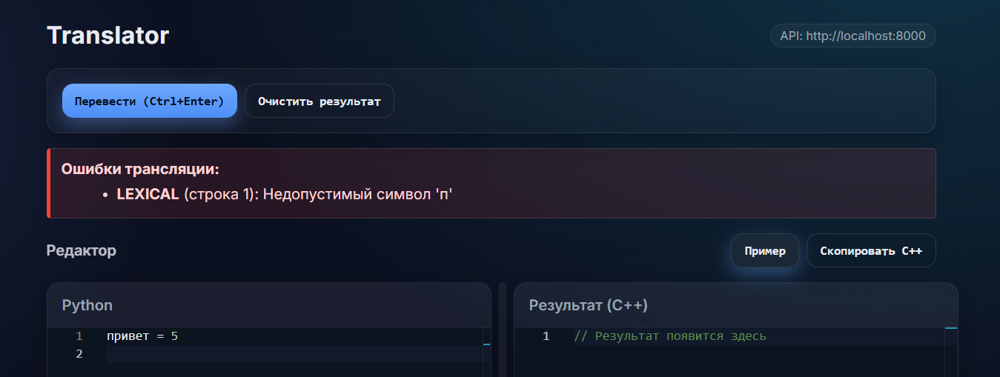 Translator
API: http://localhost:8000
Перевести (Ctrl+Enter)
Очистить результат
Ошибки трансляции:
• LEXICAL (строка 1): Недопустимый символ 'п'
Редактор
Пример
Скопировать C++
Python
1 привет = 5
2
Результат (C++)
1 // Результат появится здесь